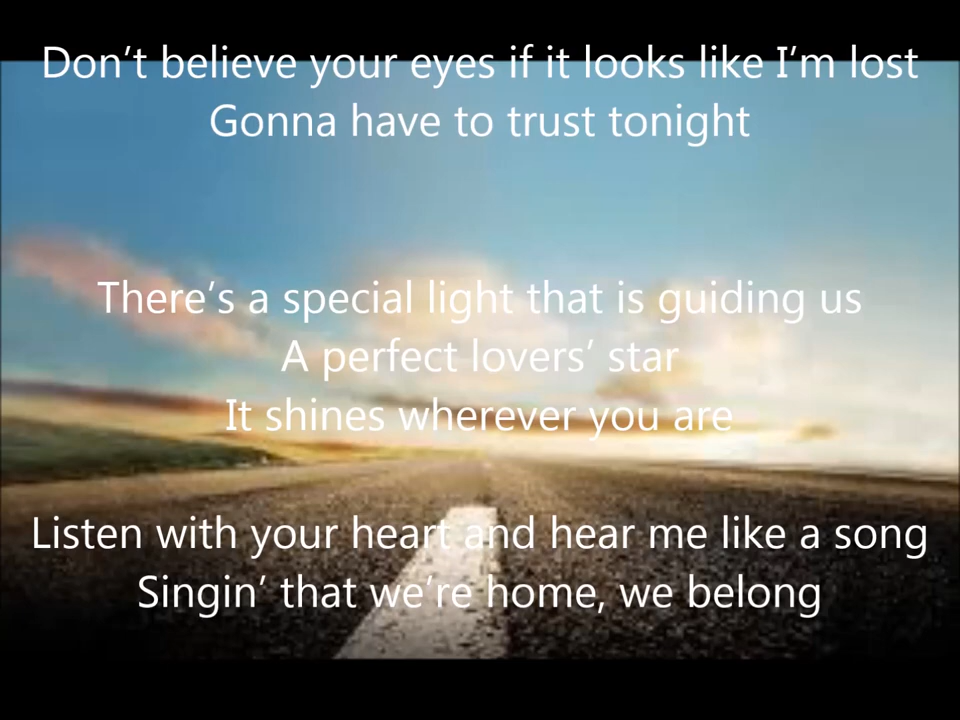 Don’t believe your eyes if it looks like I’m lost
Gonna have to trust tonight
There’s a special light that is guiding us
A perfect lovers’ star
It shines wherever you are
Listen with your heart and hear me like a song
Singin’ that we’re home, we belong